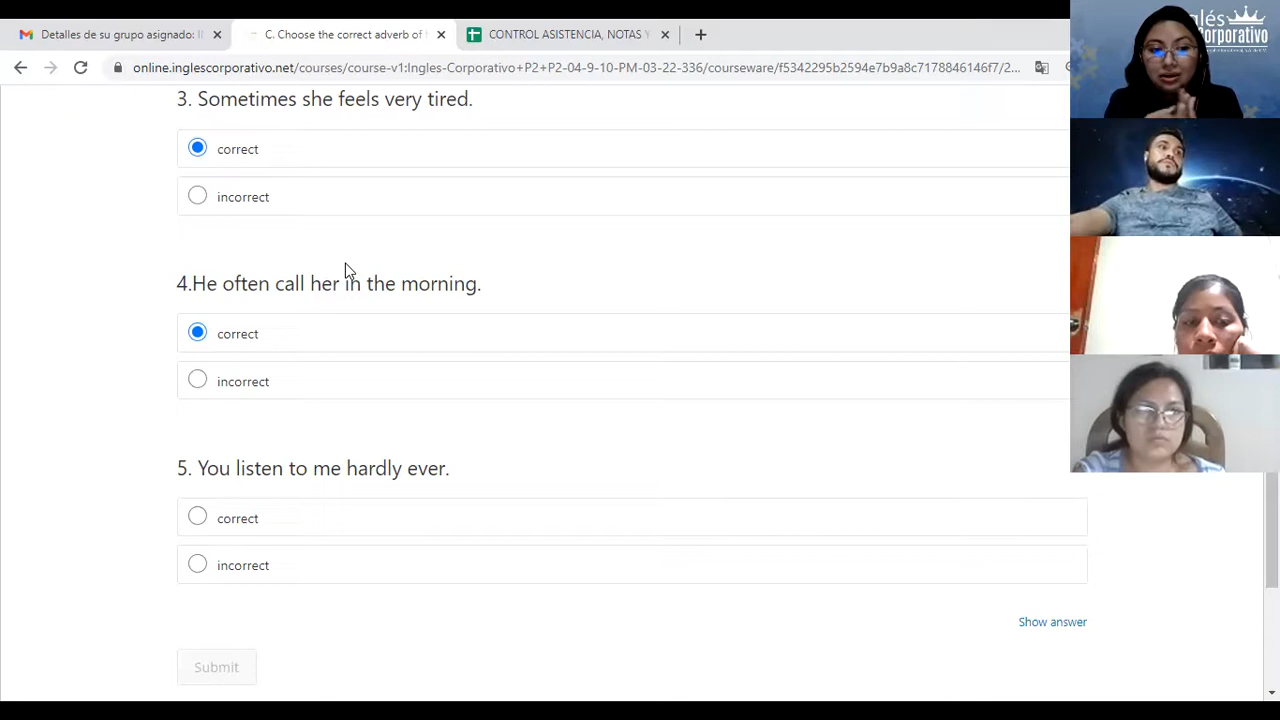 Detalles de su grupo asignado: I
C. Choose the correct adverb of
CONTROL ASISTENCIA, NOTAS Y
online.inglescorporativo.net/courses/course-v1:Ingles-Corporativo+P2+P2-04-9-10-PM-03-22-336/courseware/f5342295b2594e7b9a8c7178846146f7/2...
glés
orporativo
3. Sometimes she feels very tired.
correct
incorrect
4.He often call her in the morning.
correct
incorrect
5. You listen to me hardly ever.
correct
incorrect
Show answer
Submit